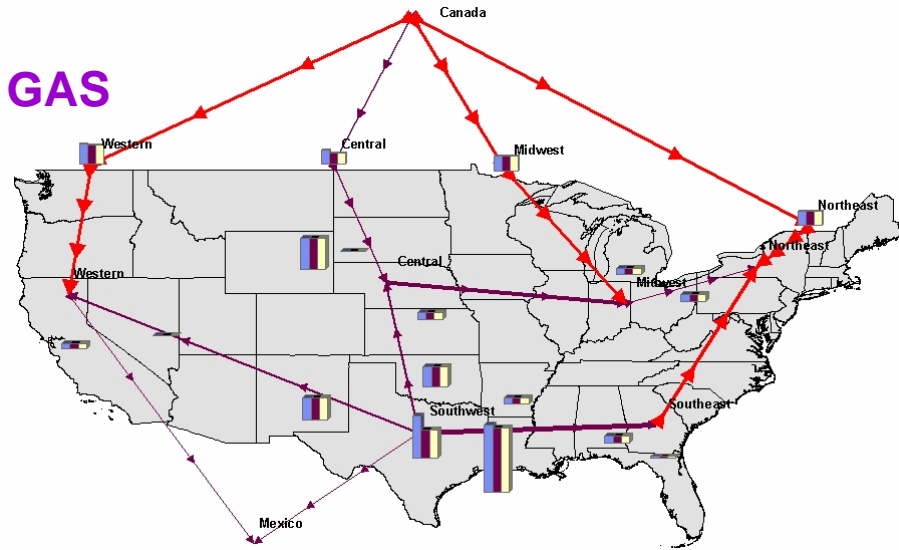 Canada
GAS
Western
Central
Midwest
Northeast
Northeast
Central
Western
Midwest
Southwest
Southeast
Mexico